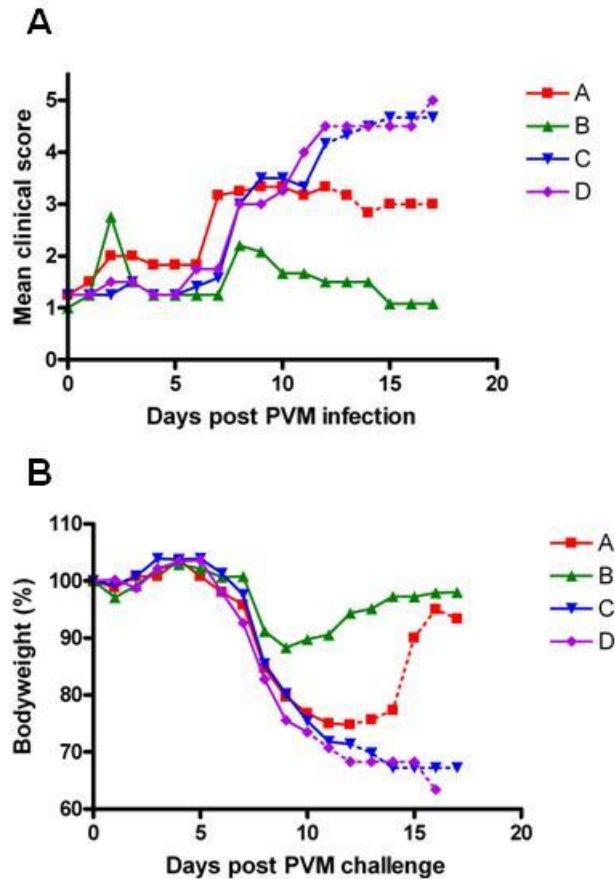 A
Mean clinical score
5
4
3
2
1
0
0 5 10 15 20
Days post PVM infection
A
B
C
D
B
Bodyweight (%)
110
100
90
80
70
60
0 5 10 15 20
Days post PVM challenge
A
B
C
D